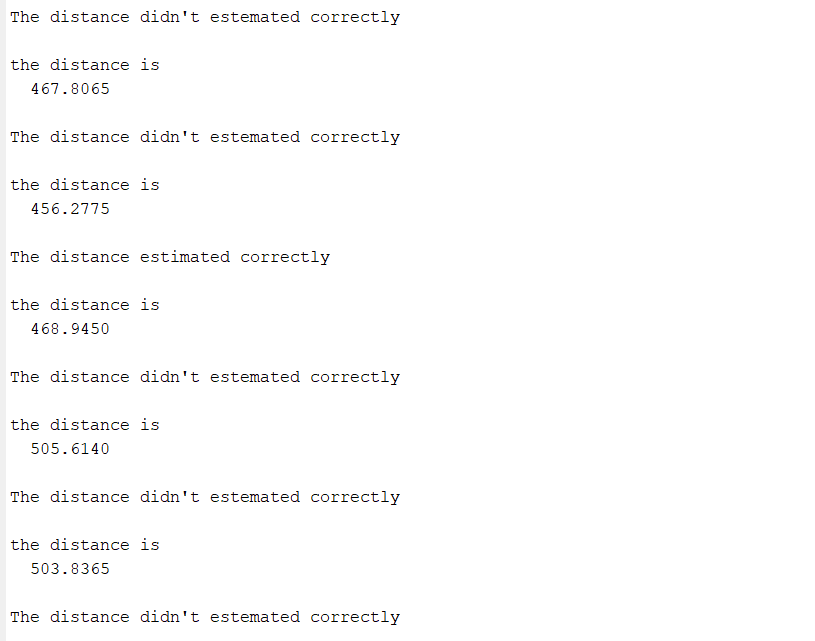 The distance didn't estemated correctly
the distance is
467.8065
The distance didn't estemated correctly
the distance is
456.2775
The distance estimated correctly
the distance is
468.9450
The distance didn't estemated correctly
the distance is
505.6140
The distance didn't estemated correctly
the distance is
503.8365
The distance didn't estemated correctly